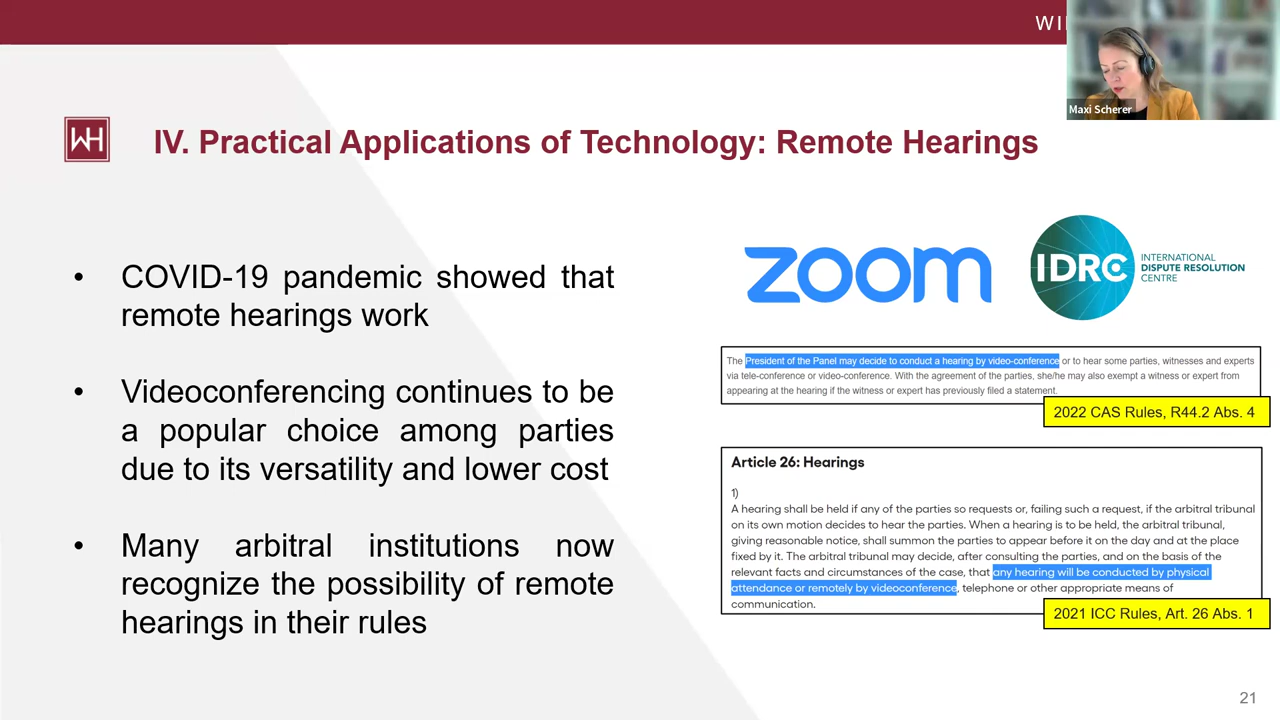 WI
Maxi Scherer
WH
IV. Practical Applications of Technology: Remote Hearings
• COVID-19 pandemic showed that
remote hearings work
• Videoconferencing continues to be
a popular choice among parties
due to its versatility and lower cost
• Many arbitral institutions now
recognize the possibility of remote
hearings in their rules
zoom
IDRC
INTERNATIONAL
DISPUTE RESOLUTION
CENTRE
The President of the Panel may decide to conduct a hearing by video-conference or to hear some parties, witnesses and experts
via tele-conference or video-conference. With the agreement of the parties, she/he may also exempt a witness or expert from
appearing at the hearing if the witness or expert has previously filed a statement.
2022 CAS Rules, R44.2 Abs. 4
Article 26: Hearings
1)
A hearing shall be held if any of the parties so requests or, failing such a request, if the arbitral tribunal
on its own motion decides to hear the parties. When a hearing is to be held, the arbitral tribunal,
giving reasonable notice, shall summon the parties to appear before it on the day and at the place
fixed by it. The arbitral tribunal may decide, after consulting the parties, and on the basis of the
relevant facts and circumstances of the case, that any hearing will be conducted by physical
attendance or remotely by videoconference, telephone or other appropriate means of
communication.
2021 ICC Rules, Art. 26 Abs. 1
21